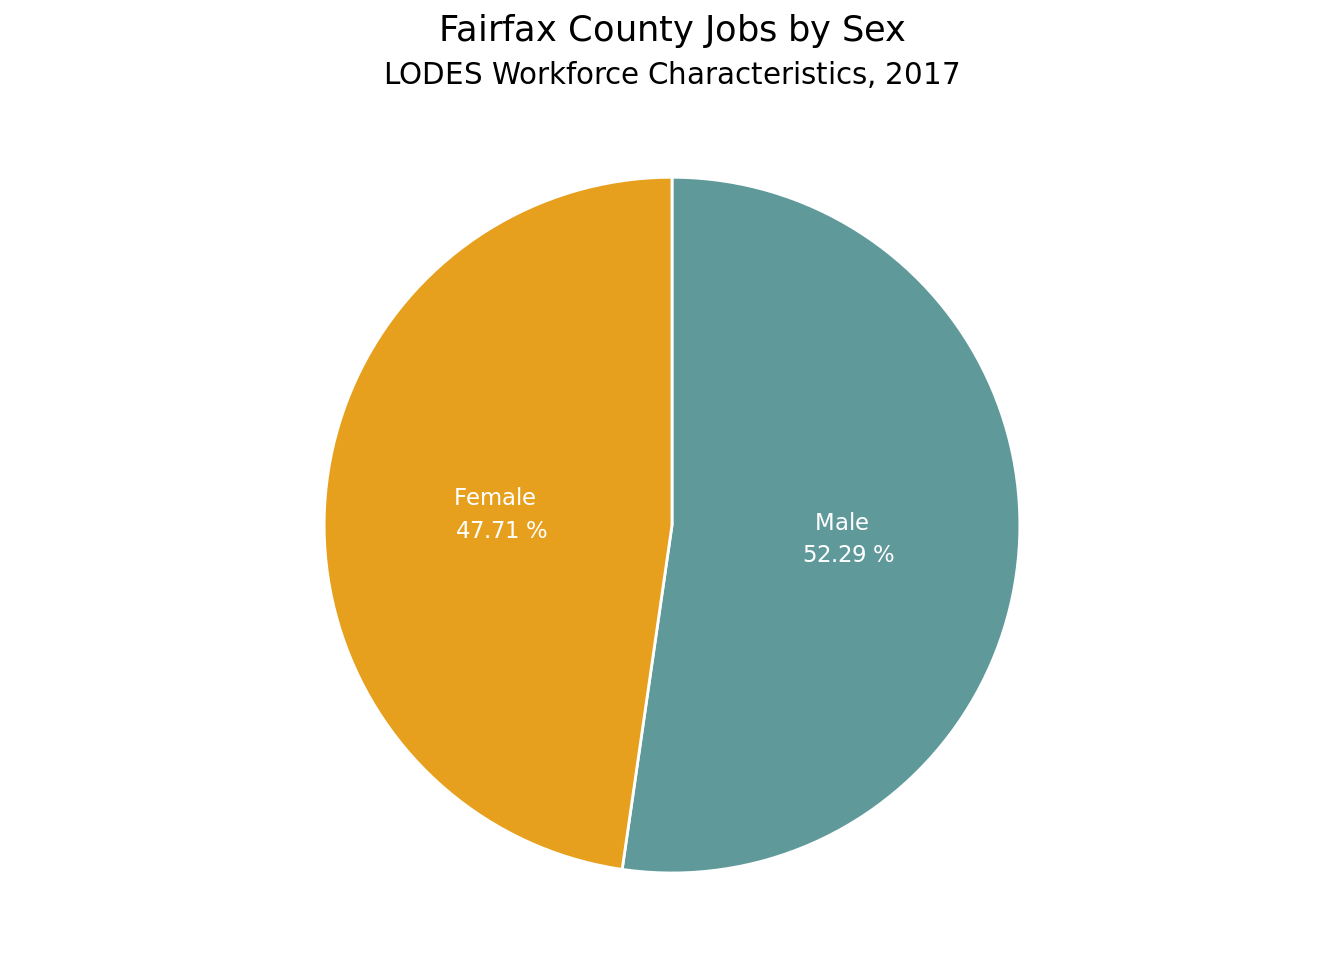 Fairfax County Jobs by Sex
LODES Workforce Characteristics, 2017
Female
47.71 %
Male
52.29 %